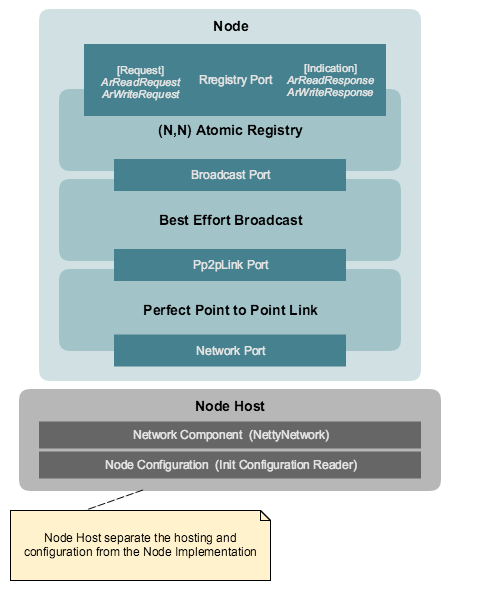 Node
[Request]
ArReadRequest
ArWriteRequest
Rregistry Port
[Indication]
ArReadResponse
ArWriteResponse
(N,N) Atomic Registry
Broadcast Port
Best Effort Broadcast
Pp2pLink Port
Perfect Point to Point Link
Network Port
Node Host
Network Component (NettyNetwork)
Node Configuration (Init Configuration Reader)
Node Host separate the hosting and
configuration from the Node Implementation